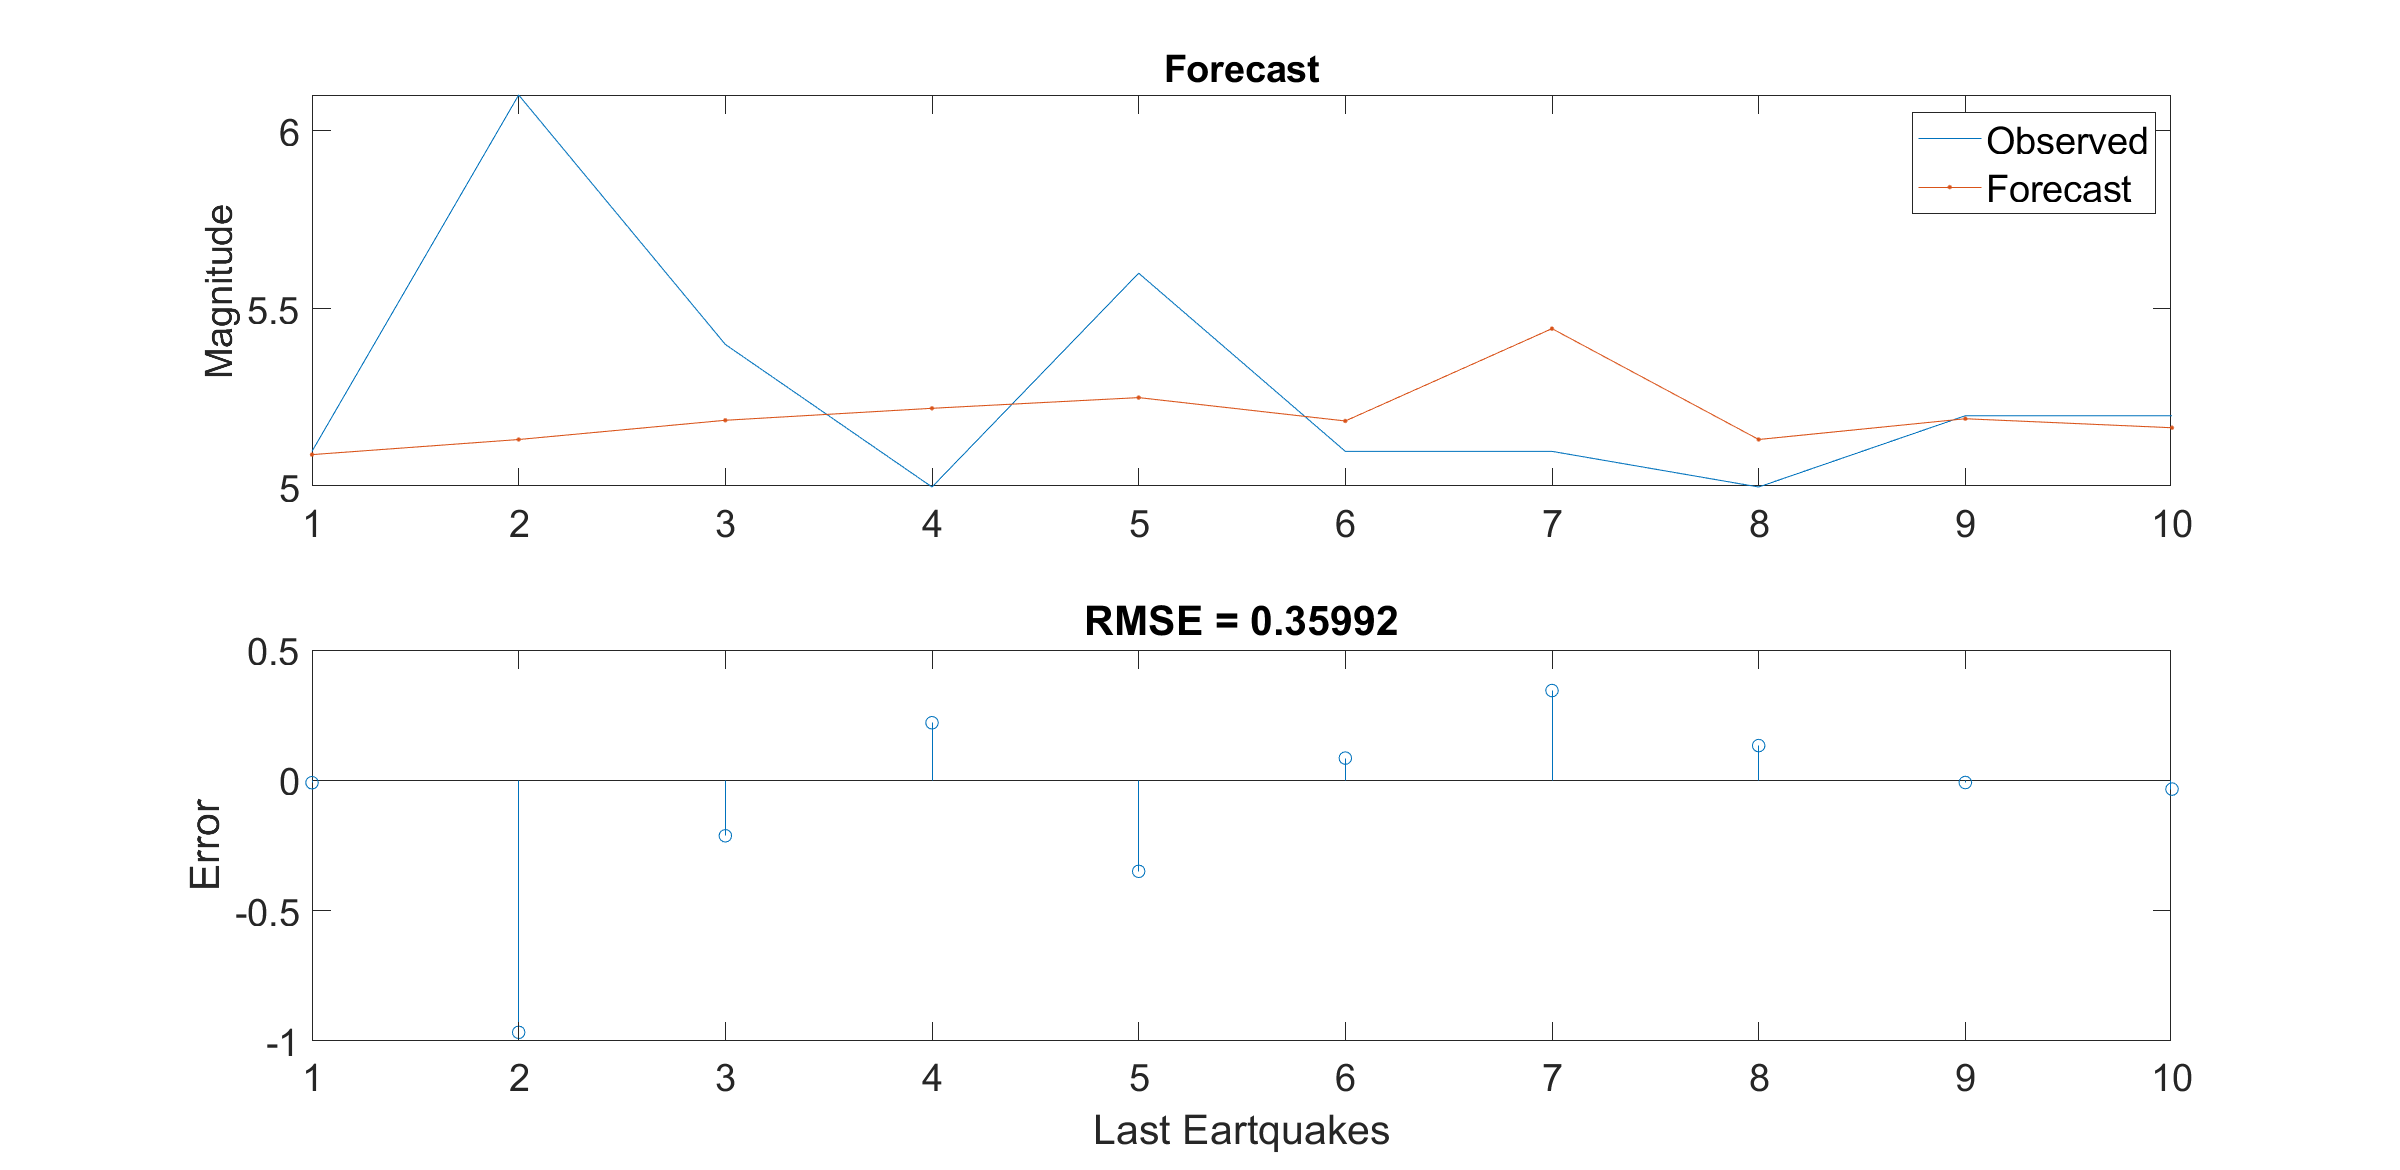 Forecast
Magnitude
6
5.5
5
1 2 3 4 5 6 7 8 9 10
Observed
Forecast
RMSE = 0.35992
Error
0.5
0
-0.5
-1
1 2 3 4 5 6 7 8 9 10
Last Eartquakes